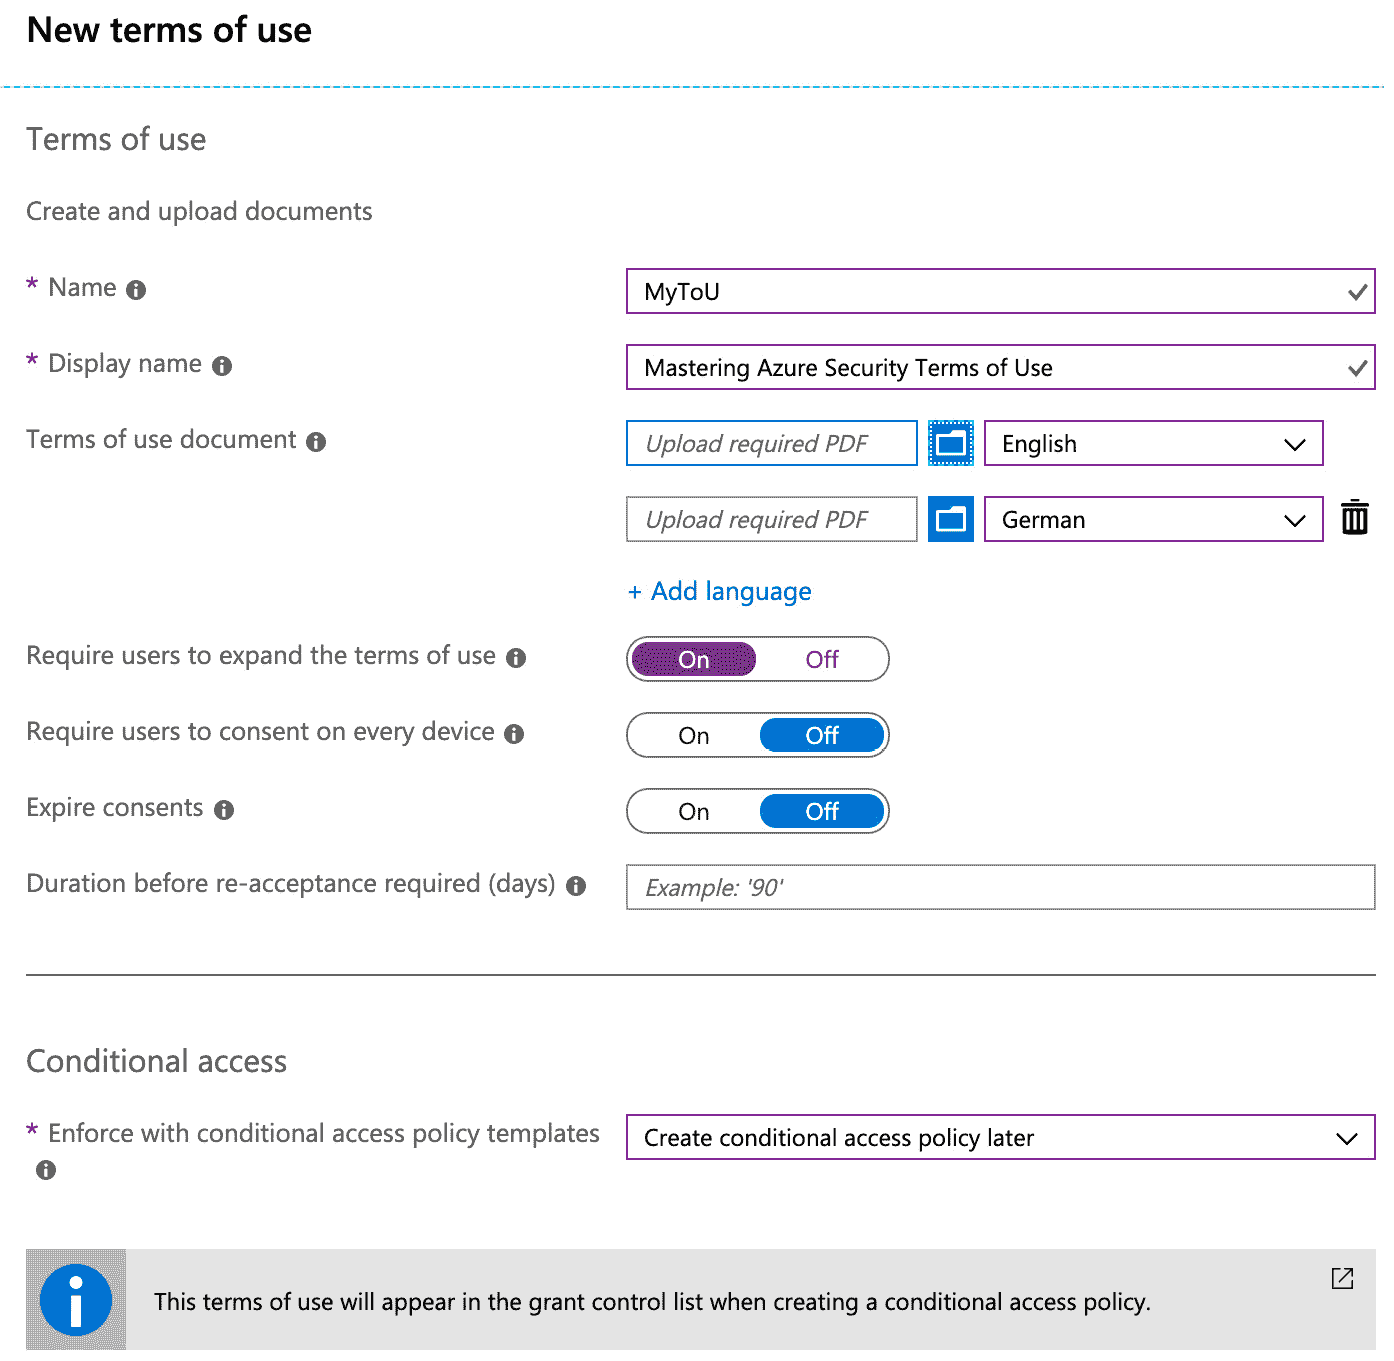 New terms of use
Terms of use
Create and upload documents
* Name
MyToU
* Display name
Mastering Azure Security Terms of Use
Terms of use document
Upload required PDF
English
Upload required PDF
German
+ Add language
Require users to expand the terms of use
On Off
Require users to consent on every device
On Off
Expire consents
On Off
Duration before re-acceptance required (days)
Example: '90'
Conditional access
* Enforce with conditional access policy templates
Create conditional access policy later
This terms of use will appear in the grant control list when creating a conditional access policy.